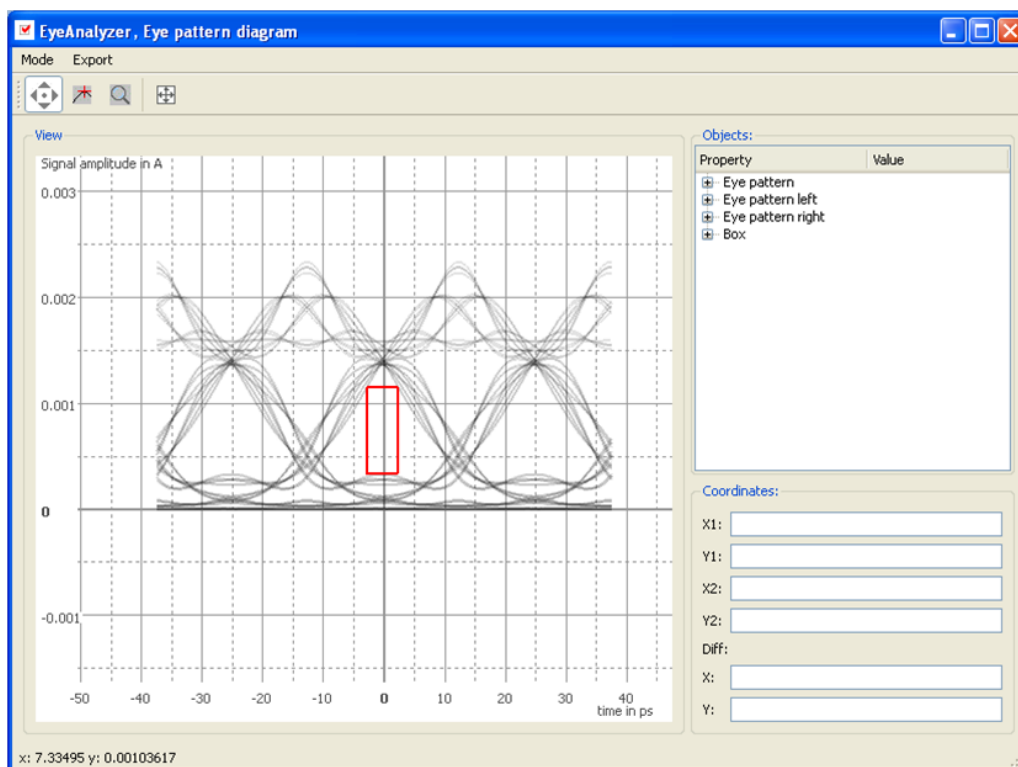 EyeAnalyzer, Eye pattern diagram
Mode Export
View
Signal amplitude in A
0.003
0.002
0.001
0
-0.001
-50 -40 -30 -20 -10 0 10 20 30 40
time in ps
Objects:
Property Value
Eye pattern
Eye pattern left
Eye pattern right
Box
Coordinates:
X1:
Y1:
X2:
Y2:
Diff:
X:
Y:
x: 7.33495 y: 0.00103617